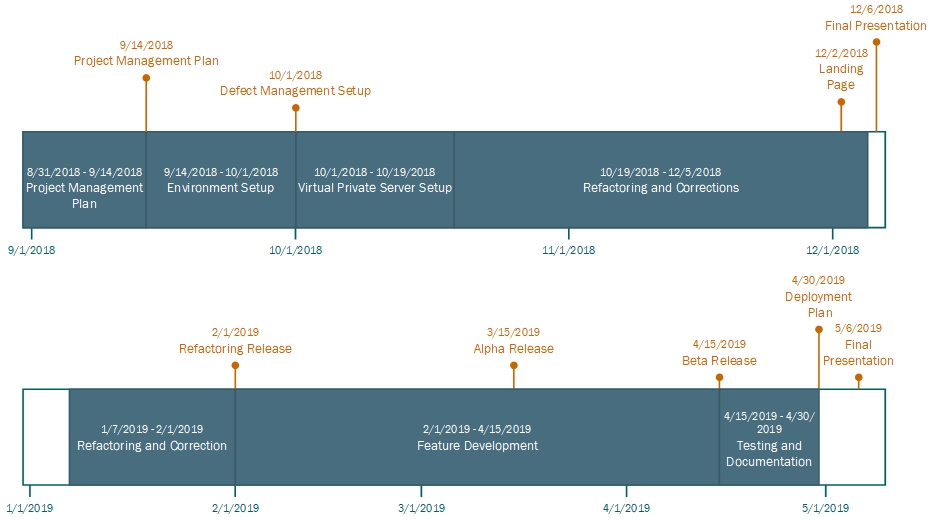 12/6/2018
Final Presentation
9/14/2018
Project Management Plan
12/2/2018
Landing
Page
10/1/2018
Defect Management Setup
8/31/2018 - 9/14/2018
Project Management
Plan
9/14/2018 - 10/1/2018
Environment Setup
10/1/2018 - 10/19/2018
Virtual Private Server Setup
10/19/2018 - 12/5/2018
Refactoring and Corrections
9/1/2018
10/1/2018
11/1/2018
12/1/2018
4/30/2019
Deployment
Plan
2/1/2019
Refactoring Release
3/15/2019
Alpha Release
4/15/2019
Beta Release
5/6/2019
Final
Presentation
1/7/2019 - 2/1/2019
Refactoring and Correction
2/1/2019 - 4/15/2019
Feature Development
4/15/2019 - 4/30/
2019
Testing and
Documentation
1/1/2019
2/1/2019
3/1/2019
4/1/2019
5/1/2019